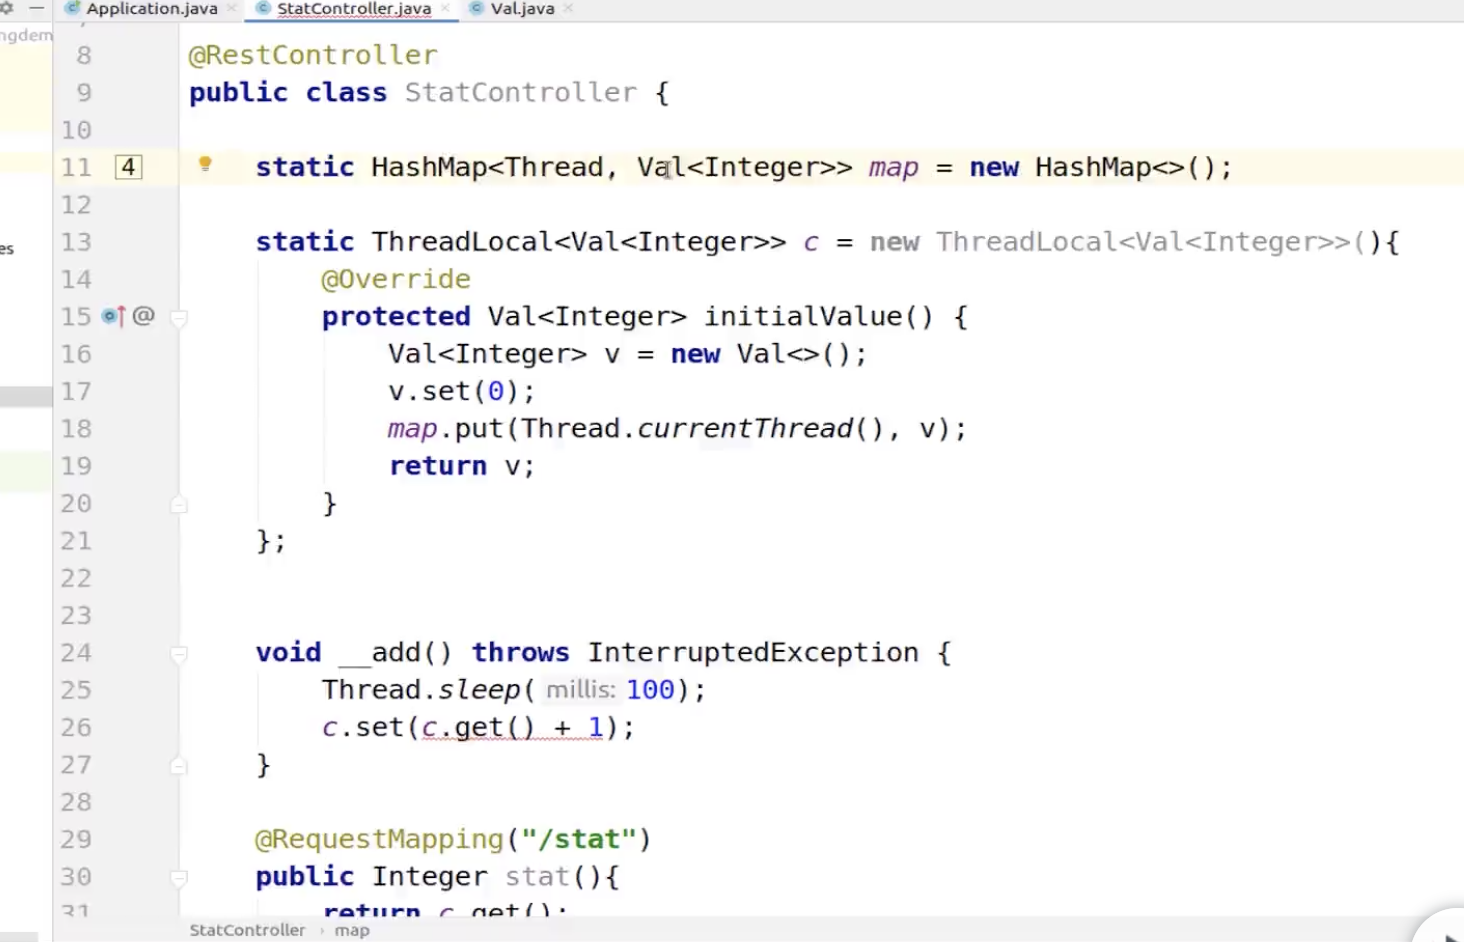 Application.java StatController.java Val.java
ngdem
8 @RestController
9 public class StatController {
10
11 4 static HashMap<Thread, Val<Integer>> map = new HashMap<>();
12
es
13 static ThreadLocal<Val<Integer>> c = new ThreadLocal<Val<Integer>>(){
14 @Override
15 @ protected Val<Integer> initialValue() {
16 Val<Integer> v = new Val<>();
17 v.set(0);
18 map.put(Thread.currentThread(), v);
19 return v;
20 }
21 };
22
23
24 void __add() throws InterruptedException {
25 Thread.sleep( millis: 100);
26 c.set(c.get() + 1);
27 }
28
29 @RequestMapping("/stat")
30 public Integer stat(){
31 return c.get();
StatController › map